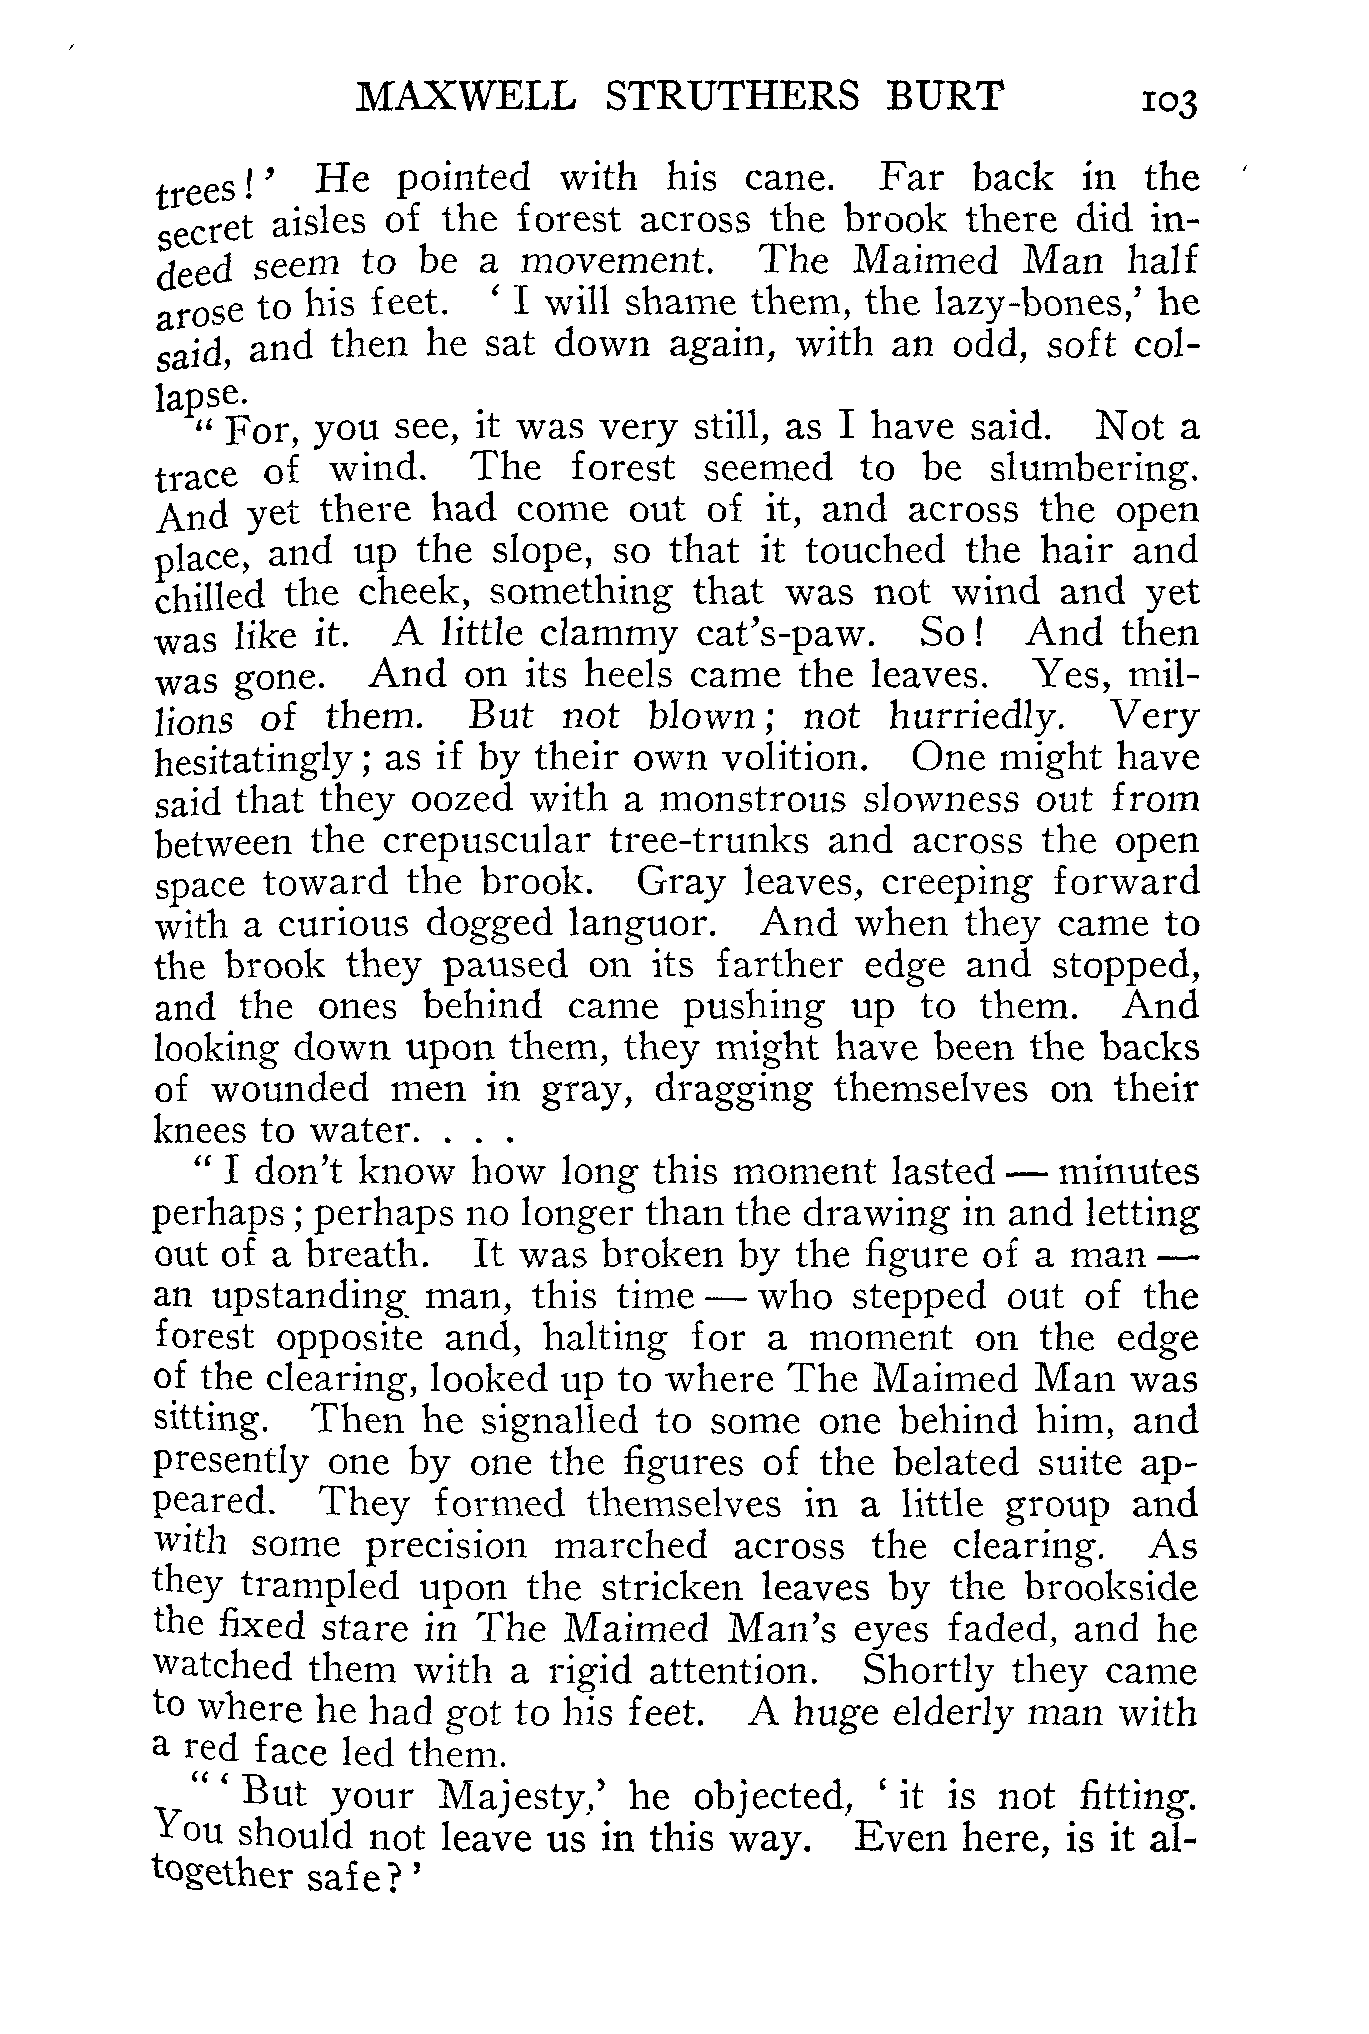 MAXWELL STRUTHERS BURT 103
trees!' He pointed with his cane. Far back in the
secret aisles of the forest across the brook there did in-
deed seem to be a movement. The Maimed Man half
arose to his feet. 'I will shame them, the lazy-bones,' he
said, and then he sat down again, with an odd, soft col-
lapse.
"For, you see, it was very still, as I have said. Not a
trace of wind. The forest seemed to be slumbering.
And yet there had come out of it, and across the open
place, and up the slope, so that it touched the hair and
chilled the cheek, something that was not wind and yet
was like it. A little clammy cat's-paw. So! And then
was gone. And on its heels came the leaves. Yes, mil-
lions of them. But not blown; not hurriedly. Very
hesitatingly; as if by their own volition. One might have
said that they oozed with a monstrous slowness out from
between the crepuscular tree-trunks and across the open
space toward the brook. Gray leaves, creeping forward
with a curious dogged languor. And when they came to
the brook they paused on its farther edge and stopped,
and the ones behind came pushing up to them. And
looking down upon them, they might have been the backs
of wounded men in gray, dragging themselves on their
knees to water. . . .
"I don't know how long this moment lasted — minutes
perhaps; perhaps no longer than the drawing in and letting
out of a breath. It was broken by the figure of a man —
an upstanding man, this time — who stepped out of the
forest opposite and, halting for a moment on the edge
of the clearing, looked up to where The Maimed Man was
sitting. Then he signalled to some one behind him, and
presently one by one the figures of the belated suite ap-
peared. They formed themselves in a little group and
with some precision marched across the clearing. As
they trampled upon the stricken leaves by the brookside
the fixed stare in The Maimed Man's eyes faded, and he
watched them with a rigid attention. Shortly they came
to where he had got to his feet. A huge elderly man with
a red face led them.
"'But your Majesty,' he objected, 'it is not fitting.
You should not leave us in this way. Even here, is it al-
together safe?'